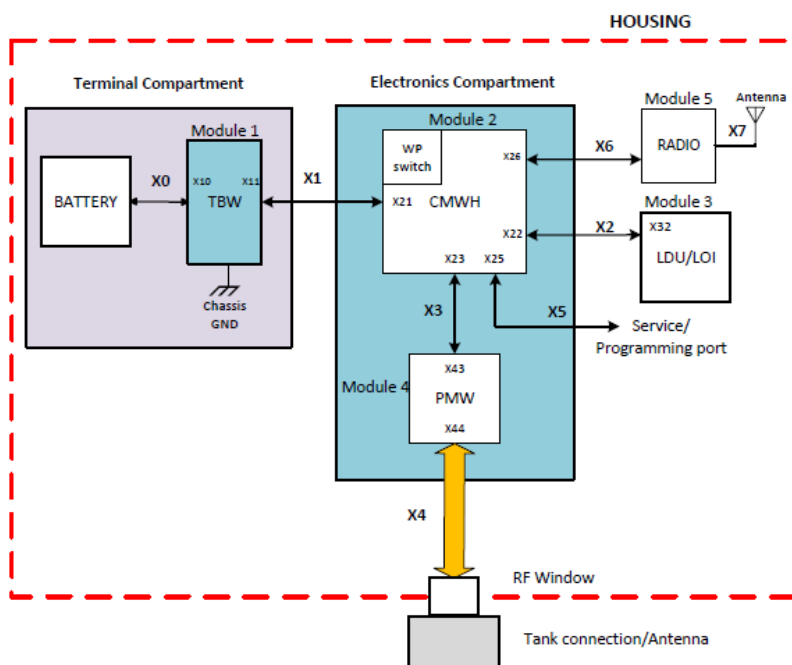 HOUSING
Terminal Compartment
Electronics Compartment
Module 1
BATTERY
X0
X10
X11
TBW
Chassis
GND
X1
Module 2
WP
switch
X26
X21
CMWH
X22
X23
X25
X6
Module 5
RADIO
X7
Antenna
X2
Module 3
X32
LDU/LOI
X3
X5
Service/
Programming port
Module 4
X43
PMW
X44
X4
RF Window
Tank connection/Antenna